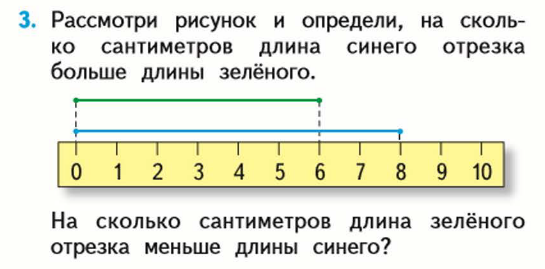 3. Рассмотри рисунок и определи, на сколь-
ко сантиметров длина синего отрезка
больше длины зелёного.
0 1 2 3 4 5 6 7 8 9 10
На сколько сантиметров длина зелёного
отрезка меньше длины синего?